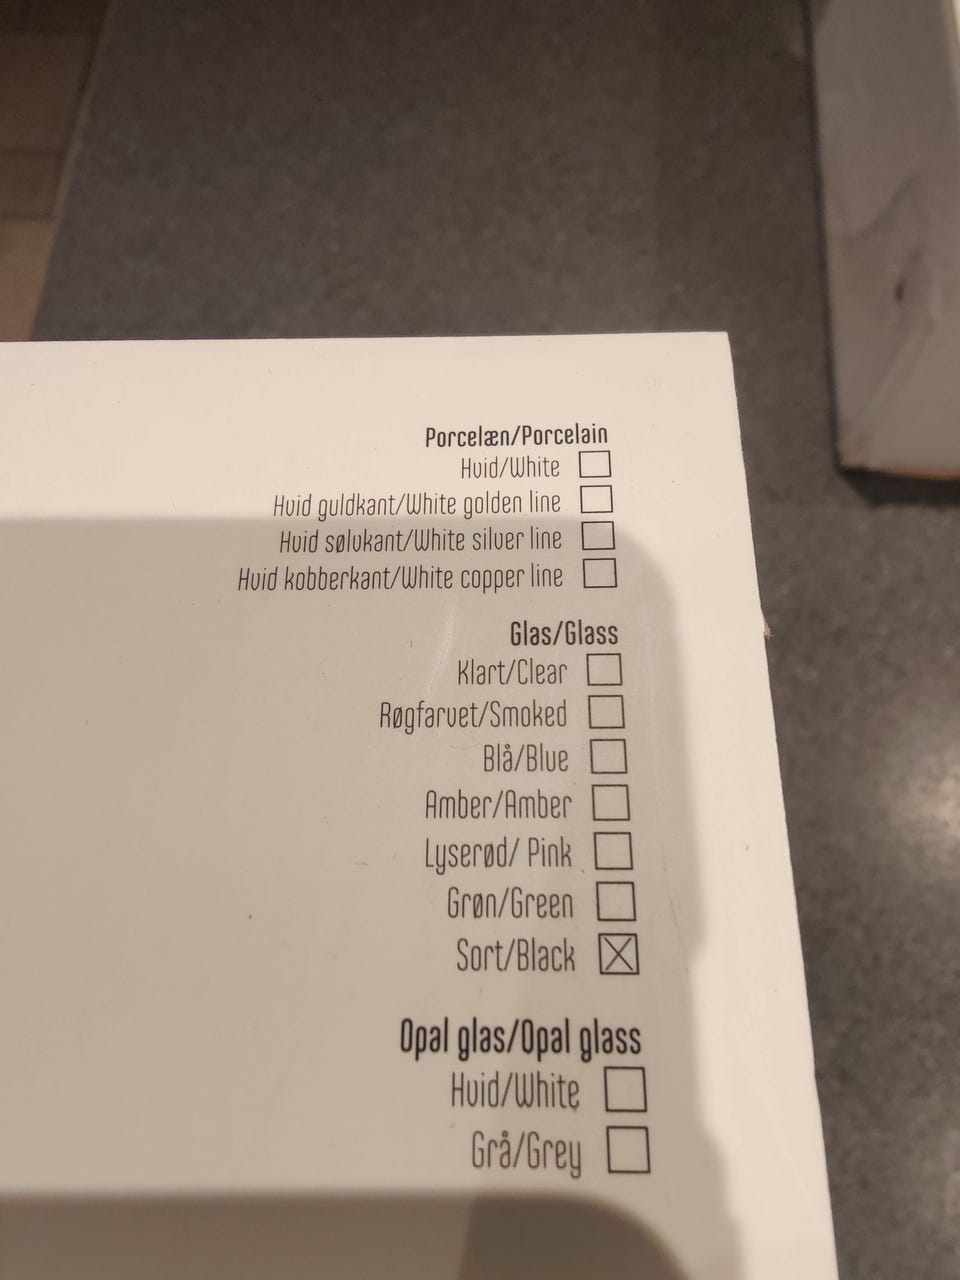 Porcelæn/Porcelain
Hvid/White
Hvid guldkant/White golden line
Hvid sølvkant/White silver line
Hvid kobberkant/White copper line
Glas/Glass
Klart/Clear
Røgfarvet/Smoked
Blå/Blue
Amber/Amber
Lyserød/ Pink
Grøn/Green
Sort/Black
Opal glas/Opal glass
Hvid/White
Grå/Grey